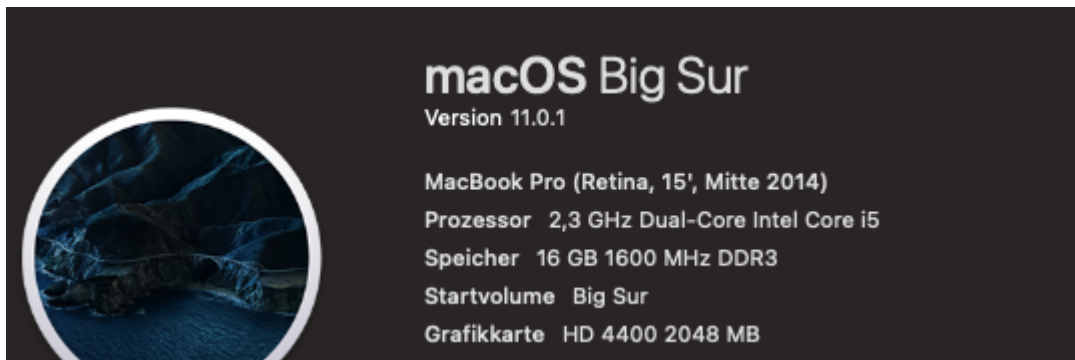 macOS Big Sur
Version 11.0.1
MacBook Pro (Retina, 15', Mitte 2014)
Prozessor 2,3 GHz Dual-Core Intel Core i5
Speicher 16 GB 1600 MHz DDR3
Startvolume Big Sur
Grafikkarte HD 4400 2048 MB